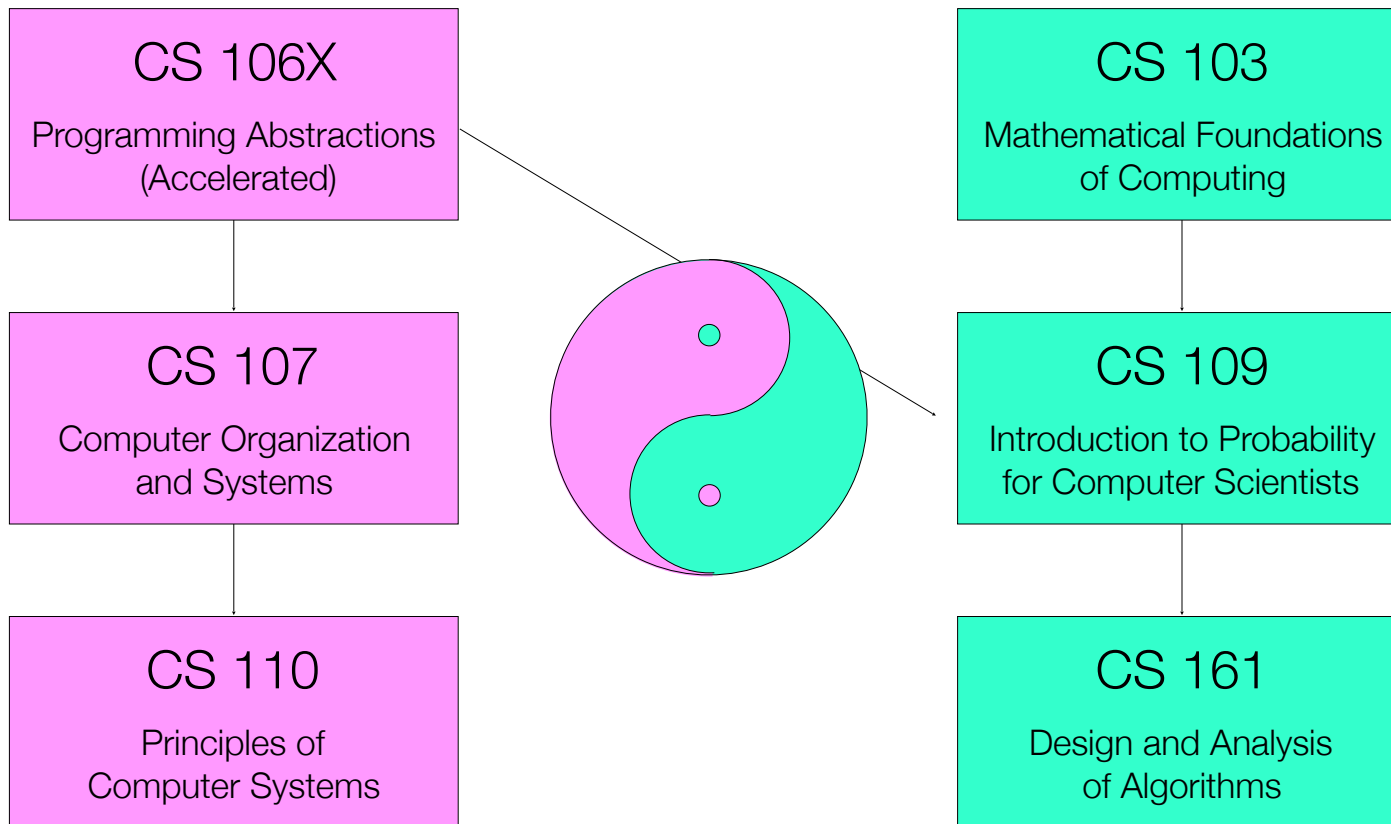 CS 106X
Programming Abstractions
(Accelerated)
CS 103
Mathematical Foundations
of Computing
CS 107
Computer Organization
and Systems
CS 109
Introduction to Probability
for Computer Scientists
CS 110
Principles of
Computer Systems
CS 161
Design and Analysis
of Algorithms